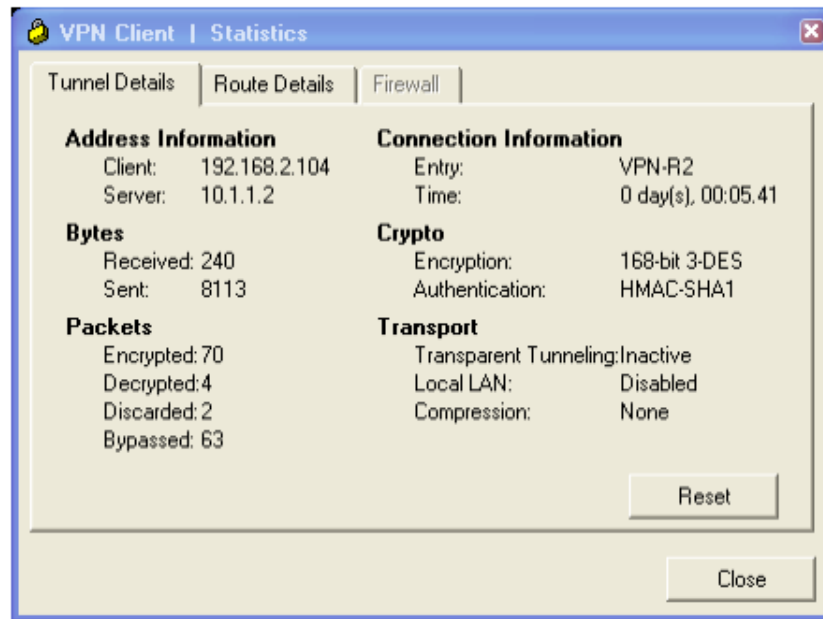 VPN Client | Statistics
Tunnel Details Route Details Firewall
Address Information
Client: 192.168.2.104
Server: 10.1.1.2
Connection Information
Entry: VPN-R2
Time: 0 day(s), 00:05.41
Bytes
Received: 240
Sent: 8113
Crypto
Encryption: 168-bit 3-DES
Authentication: HMAC-SHA1
Packets
Encrypted: 70
Decrypted: 4
Discarded: 2
Bypassed: 63
Transport
Transparent Tunneling: Inactive
Local LAN: Disabled
Compression: None
Reset
Close